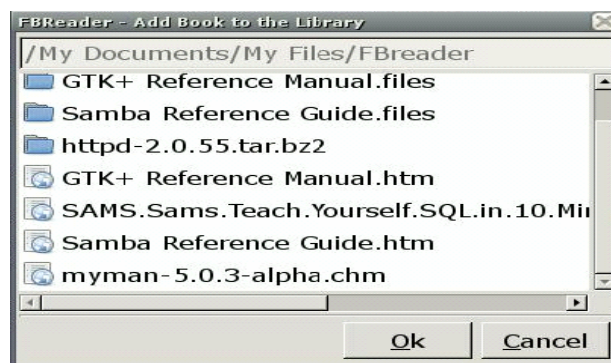 FBReader - Add Book to the Library
/My Documents/My Files/FBreader
GTK+ Reference Manual.files
Samba Reference Guide.files
httpd-2.0.55.tar.bz2
GTK+ Reference Manual.htm
SAMS.Sams.Teach.Yourself.SQL.in.10.Min
Samba Reference Guide.htm
myman-5.0.3-alpha.chm
Ok Cancel